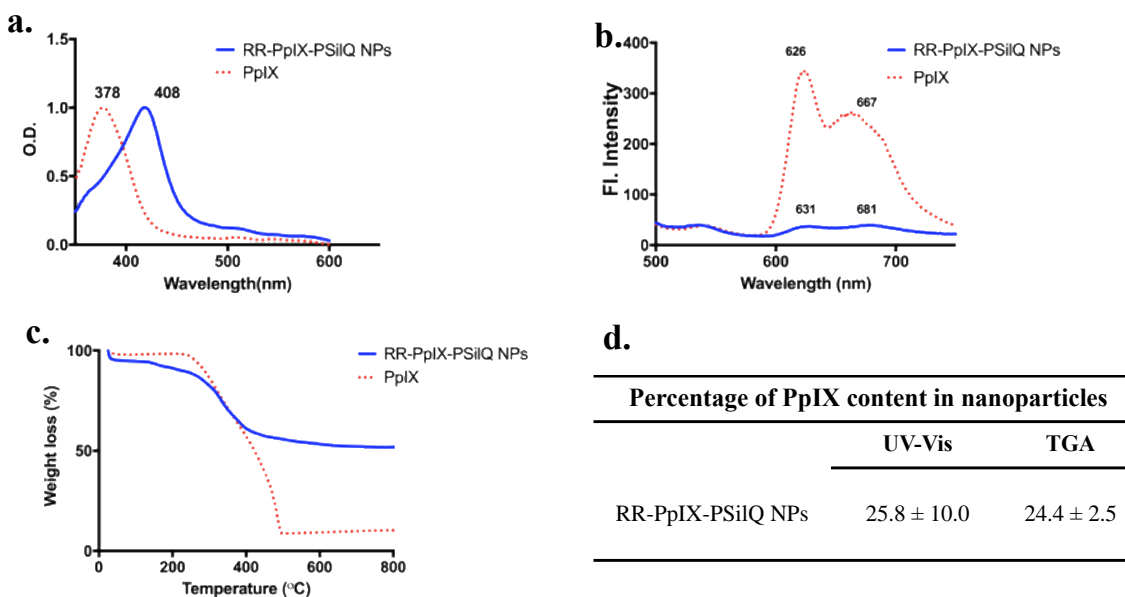 a.
1.5
1.0
0.5
0.0
O.D.
378
408
RR-PpIX-PSilQ NPs
PpIX
400
500
600
Wavelength(nm)
b.
400
300
200
100
0
Fl. Intensity
626
667
631
681
RR-PpIX-PSilQ NPs
PpIX
500
600
700
Wavelength (nm)
c.
100
50
0
Weight loss (%)
RR-PpIX-PSilQ NPs
PpIX
0
200
400
600
800
Temperature (°C)
d.
Percentage of PpIX content in nanoparticles
UV-Vis TGA
RR-PpIX-PSilQ NPs 25.8 ± 10.0 24.4 ± 2.5